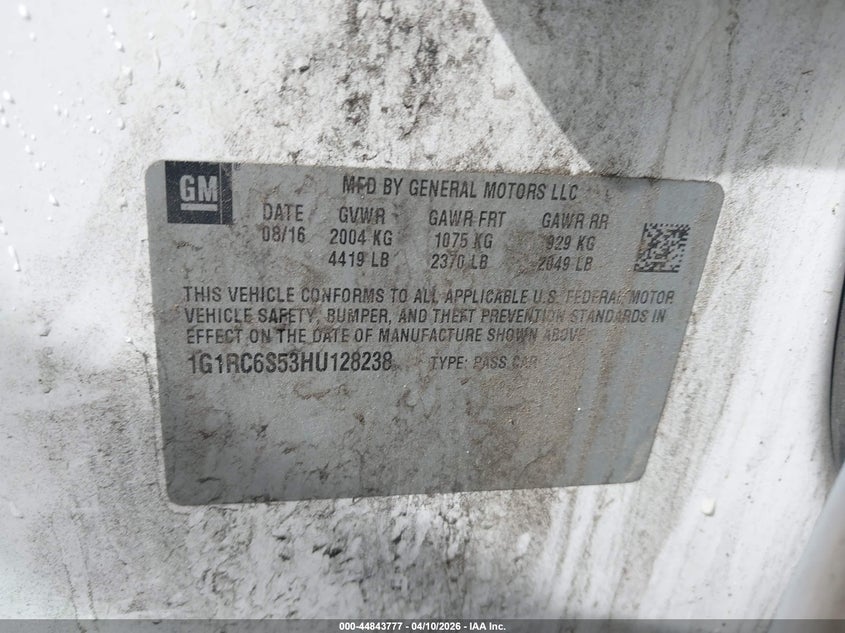 GM
MFD BY GENERAL MOTORS LLC
DATE GVWR GAWR FRT GAWR RR
08/16 2004 KG 1075 KG 929 KG
4419 LB 2370 LB 2049 LB
THIS VEHICLE CONFORMS TO ALL APPLICABLE U.S. FEDERAL MOTOR
VEHICLE SAFETY, BUMPER, AND THEFT PREVENTION STANDARDS IN
EFFECT ON THE DATE OF MANUFACTURE SHOWN ABOVE
1G1RC6S53HU128238 TYPE: PASS CAR
000-44843777 - 04/10/2026 - IAA Inc.